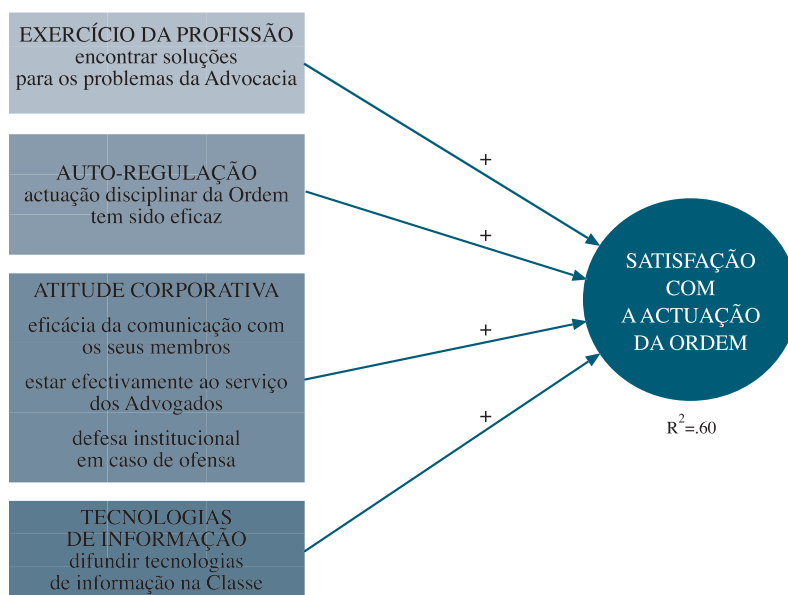 EXERCÍCIO DA PROFISSÃO
encontrar soluções
para os problemas da Advocacia
+
AUTO-REGULAÇÃO
actuação disciplinar da Ordem
tem sido eficaz
+
ATITUDE CORPORATIVA
eficácia da comunicação com
os seus membros
estar efectivamente ao serviço
dos Advogados
defesa institucional
em caso de ofensa
+
+
TECNOLOGIAS
DE INFORMAÇÃO
difundir tecnologias
de informação na Classe
SATISFAÇÃO
COM
A ACTUAÇÃO
DA ORDEM
R²=.60